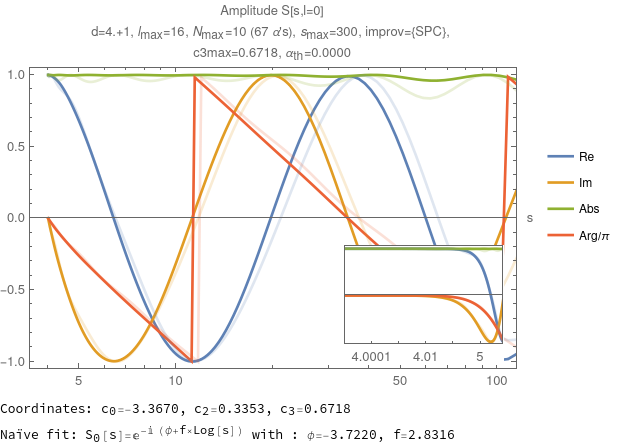 Amplitude S[s,l=0]
d=4.+1, lmax=16, Nmax=10 (67 α's), smax=300, improv={SPC},
c3max=0.6718, αth=0.0000
1.0
0.5
0.0
−0.5
−1.0
5
10
50
100
s
4.0001
4.01
5
Re
Im
Abs
Arg/π
Coordinates: c0=-3.3670, c2=0.3353, c3=0.6718
Naïve fit: S0[s]=e^-i (ϕ+f×Log[s]) with : ϕ=-3.7220, f=2.8316